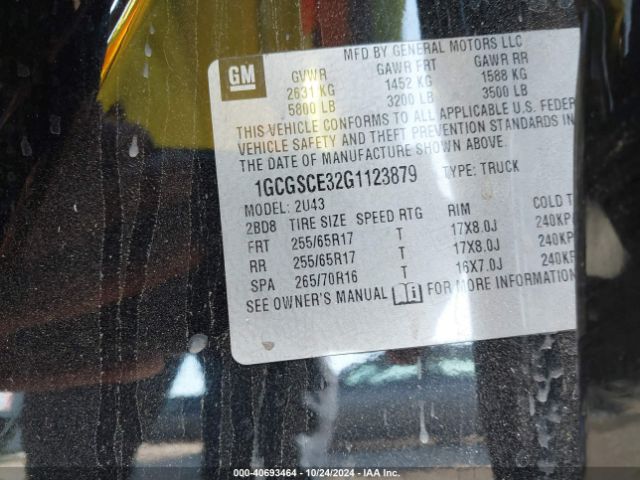 MFD BY GENERAL MOTORS LLC
GM
GVWR GAWR FRT GAWR RR
2631 KG 1452 KG 1588 KG
5800 LB 3200 LB 3500 LB
THIS VEHICLE CONFORMS TO ALL APPLICABLE U.S. FEDER
VEHICLE SAFETY AND THEFT PREVENTION STANDARDS IN
THE DATE OF MANUFACTURE SHOWN ABOVE.
1GCGSCE32G1123879 TYPE: TRUCK
MODEL: 2U43
2BD8 TIRE SIZE SPEED RTG RIM COLD T
FRT 255/65R17 T 17X8.0J 240KP
RR 255/65R17 T 17X8.0J 240KP
SPA 265/70R16 T 16X7.0J 240KP
SEE OWNER'S MANUAL FOR MORE INFORMATION
000-40693464 - 10/24/2024 - IAA Inc.